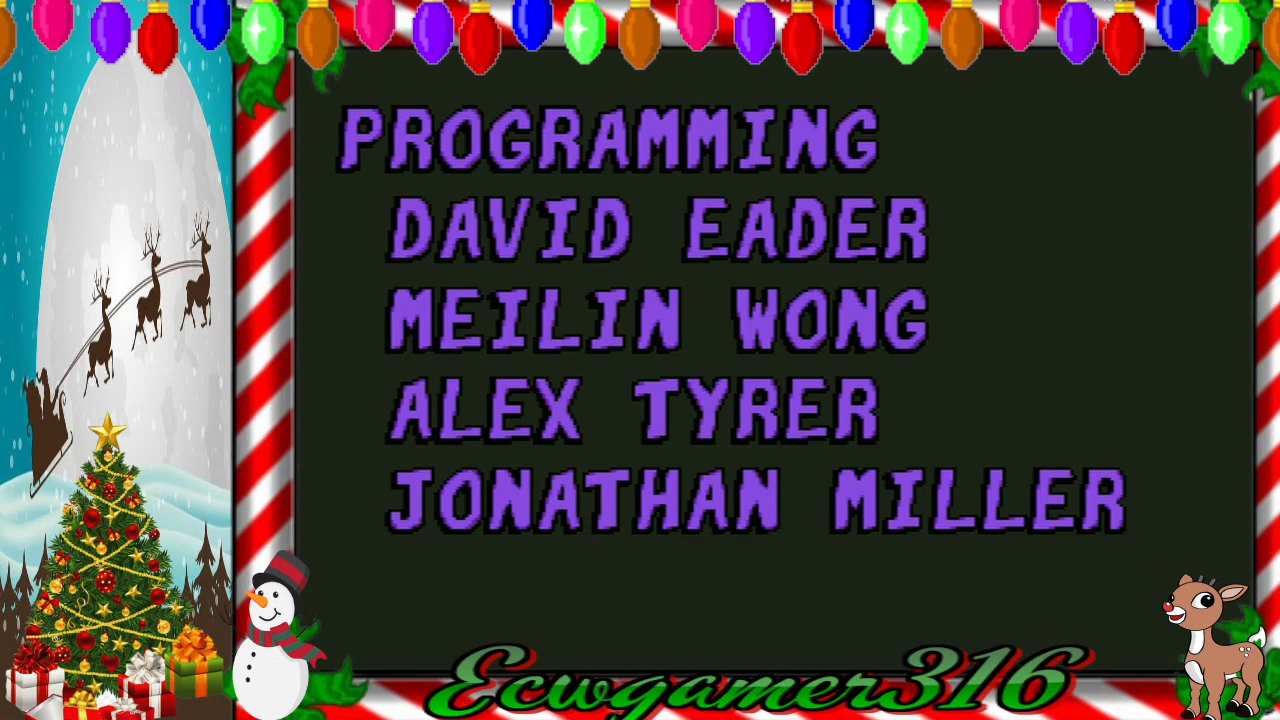 PROGRAMMING
DAVID EADER
MEILIN WONG
ALEX TYRER
JONATHAN MILLER
Ecwgamer316